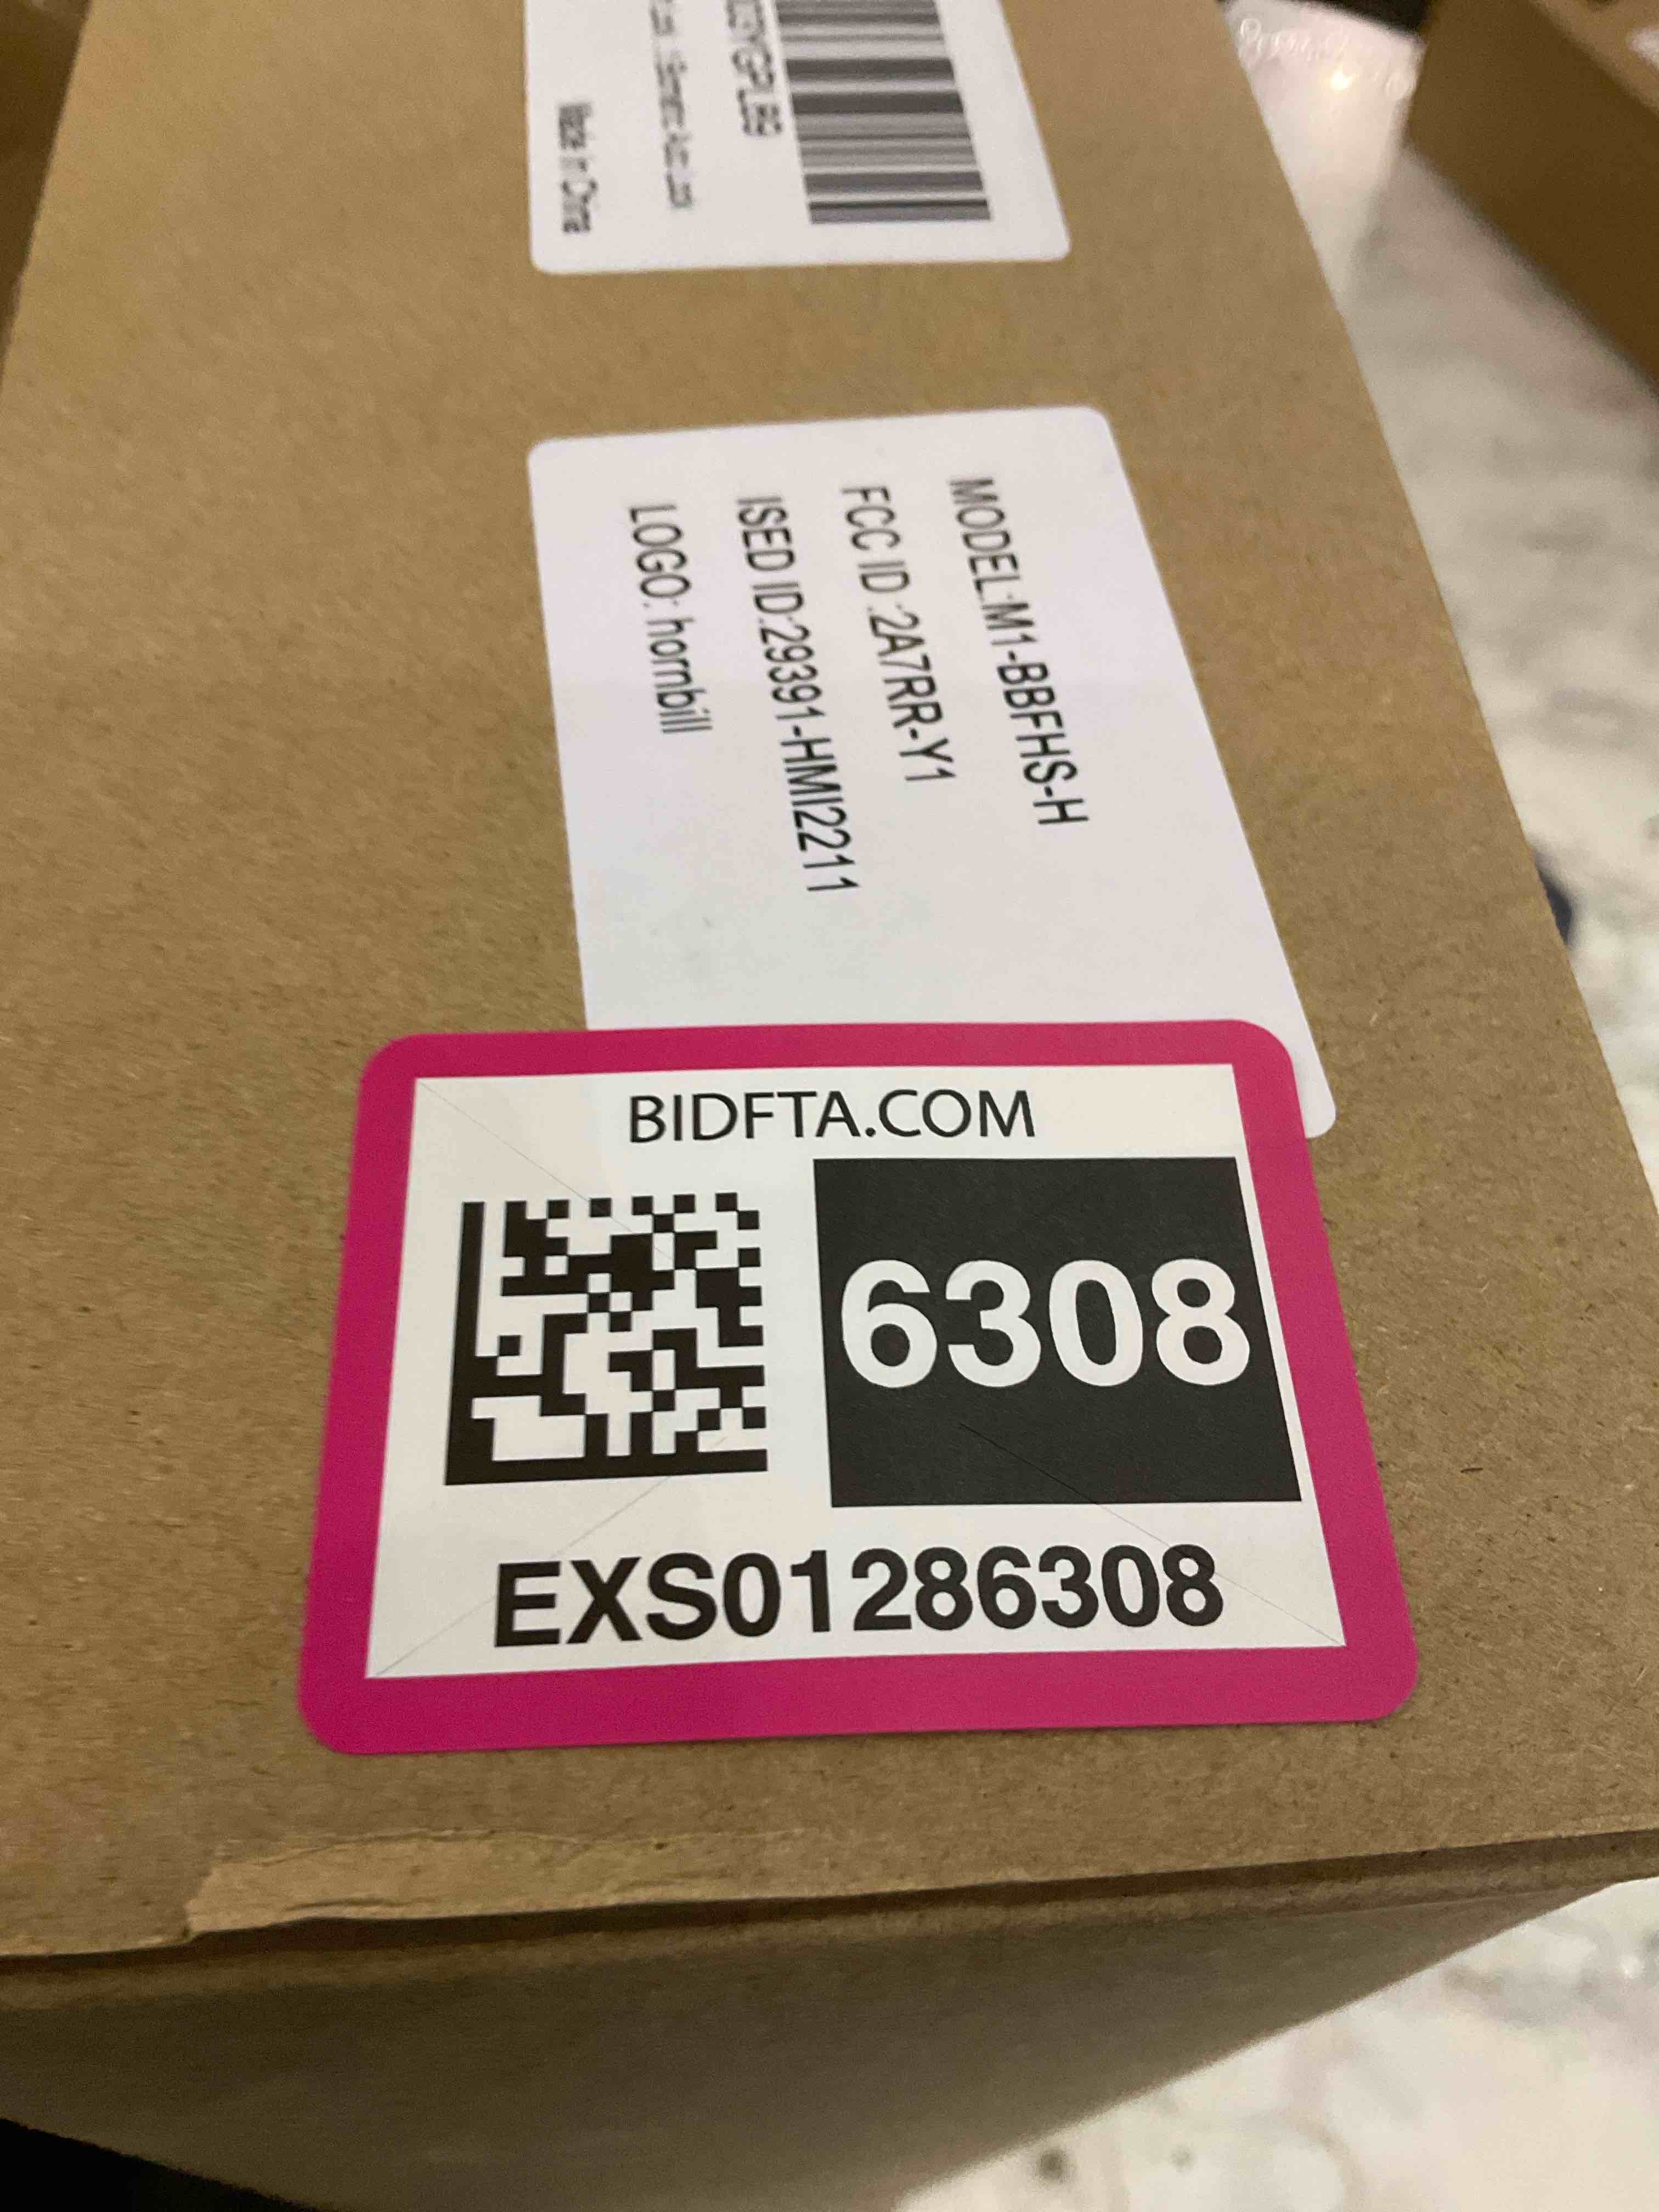 Made in China
MODEL:M1-BBFHS-H
FCC ID :2A7RR-Y1
ISED ID:29391-HMI2211
LOGO: hornbill
BIDFTA.COM
6308
EXS01286308